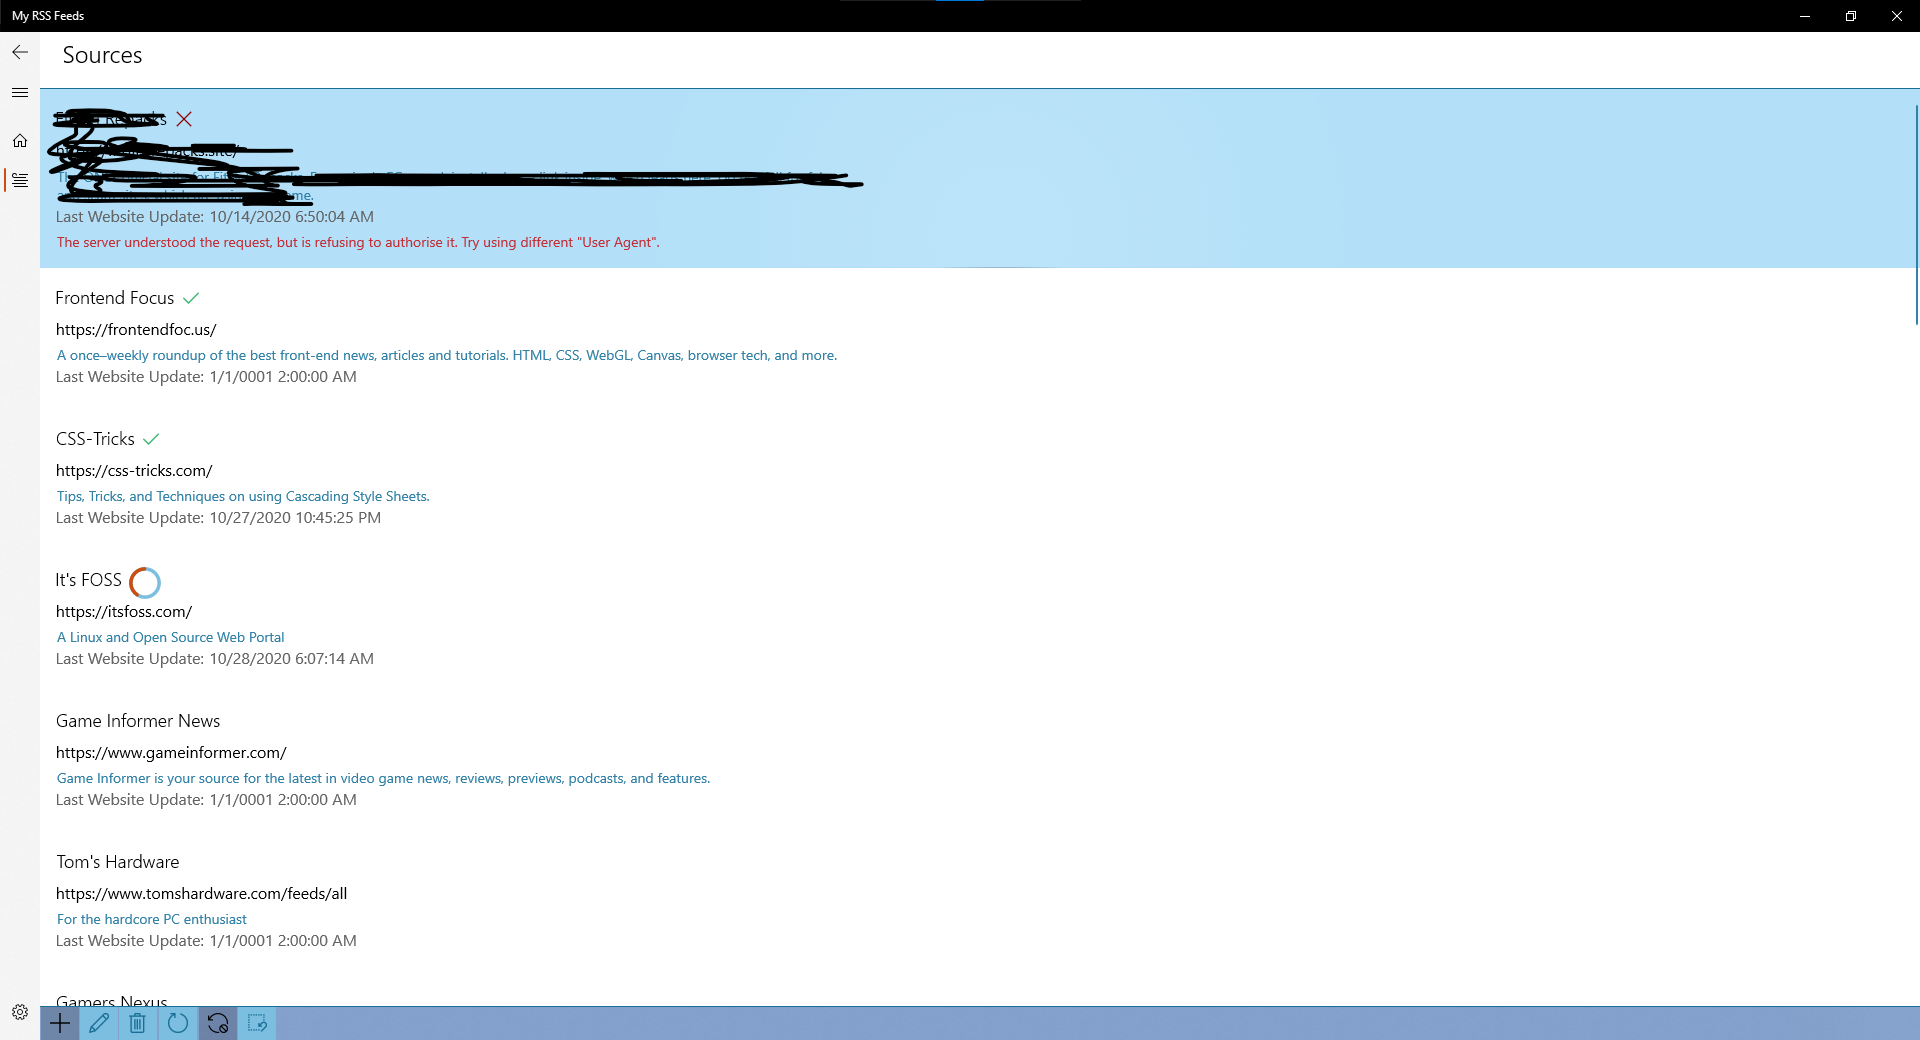 My RSS Feeds
Sources
Last Website Update: 10/14/2020 6:50:04 AM
The server understood the request, but is refusing to authorise it. Try using different "User Agent".
Frontend Focus
https://frontendfoc.us/
A once–weekly roundup of the best front-end news, articles and tutorials. HTML, CSS, WebGL, Canvas, browser tech, and more.
Last Website Update: 1/1/0001 2:00:00 AM
CSS-Tricks
https://css-tricks.com/
Tips, Tricks, and Techniques on using Cascading Style Sheets.
Last Website Update: 10/27/2020 10:45:25 PM
It's FOSS
https://itsfoss.com/
A Linux and Open Source Web Portal
Last Website Update: 10/28/2020 6:07:14 AM
Game Informer News
https://www.gameinformer.com/
Game Informer is your source for the latest in video game news, reviews, previews, podcasts, and features.
Last Website Update: 1/1/0001 2:00:00 AM
Tom's Hardware
https://www.tomshardware.com/feeds/all
For the hardcore PC enthusiast
Last Website Update: 1/1/0001 2:00:00 AM
Gamers Nexus